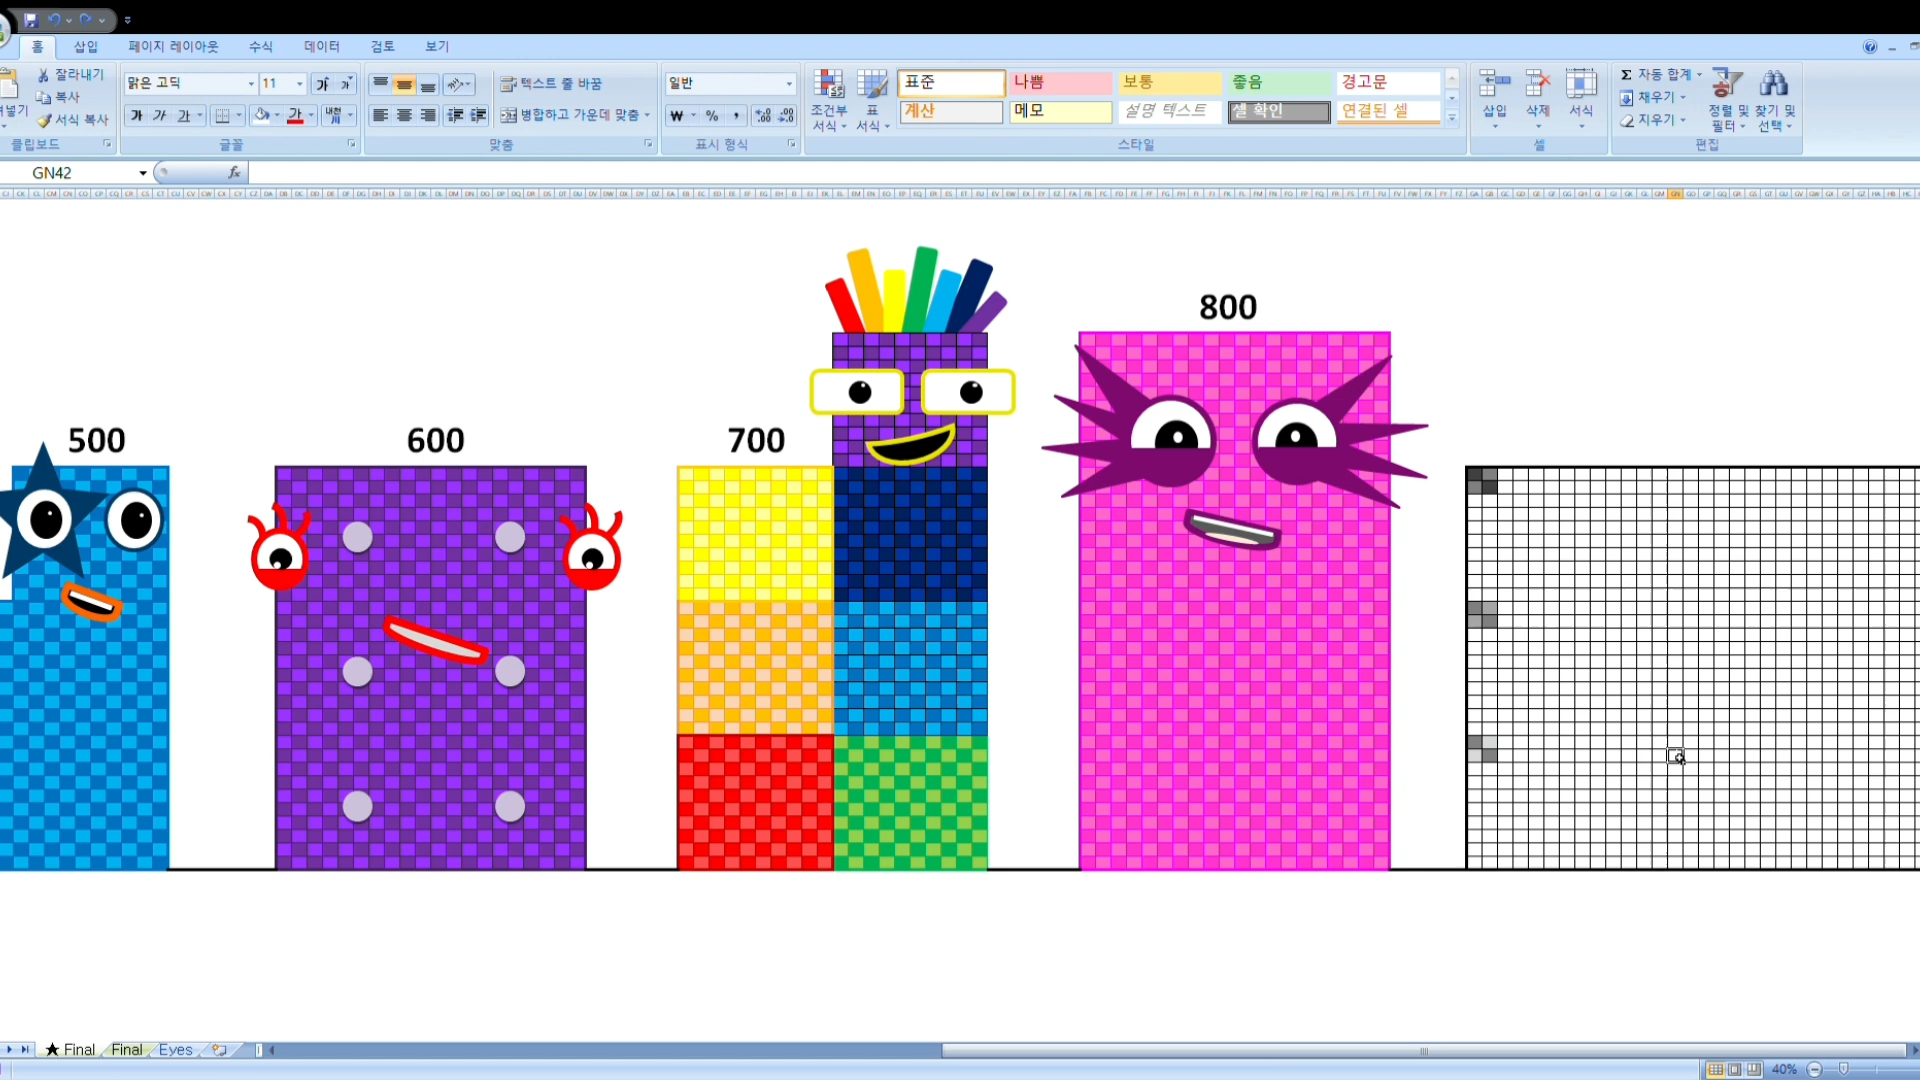 홈 삽입 페이지 레이아웃 수식 데이터 검토 보기
잘라내기
복사
서식 복사
클립보드
맑은 고딕 11
가 가 가
글꼴
텍스트 줄 바꿈
병합하고 가운데 맞춤
맞춤
일반
₩ % ,
표시 형식
조건부 서식
표 서식
표준 나쁨 보통 좋음 경고문
계산 메모 설명 텍스트 셀 확인 연결된 셀
스타일
삽입 삭제 서식
셀
Σ 자동 합계
채우기
지우기
정렬 및 필터
찾기 및 선택
편집
GN42 fx
500 600 700 800
★ Final Final Eyes
40%